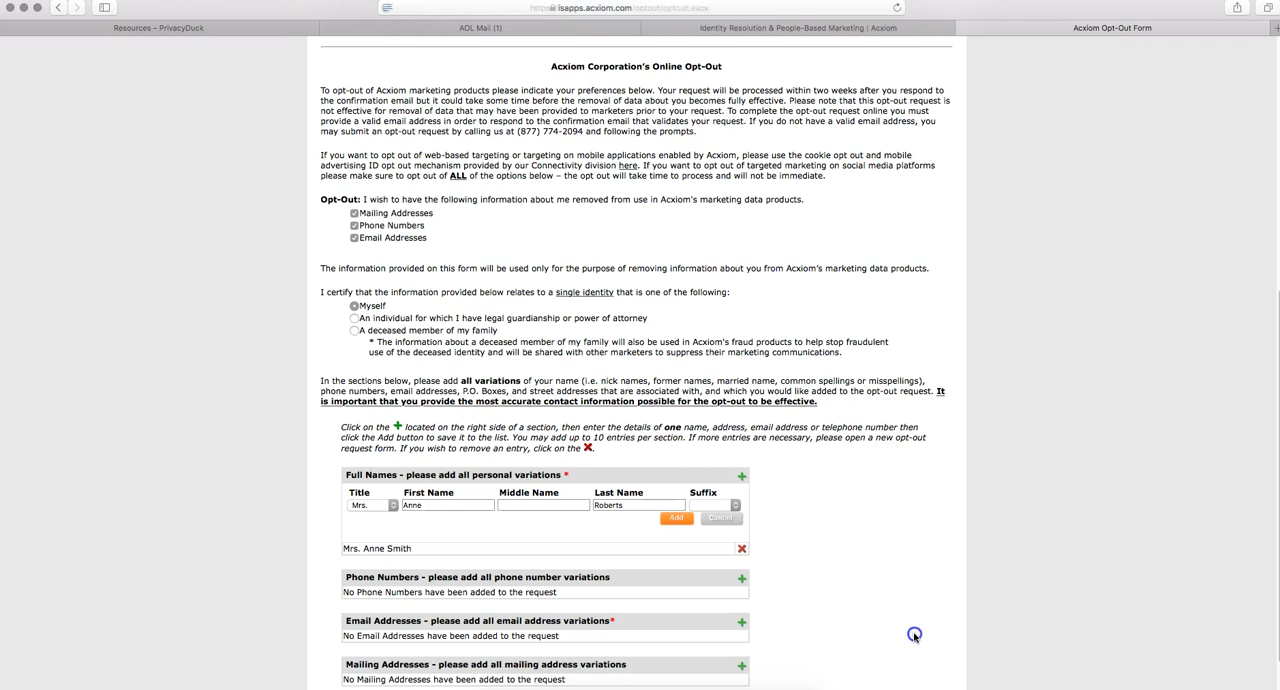 https://isapps.acxiom.com/optout/optout.aspx
Resources – PrivacyDuck
AOL Mail (1)
Identity Resolution & People-Based Marketing | Acxiom
Acxiom Opt-Out Form
Acxiom Corporation's Online Opt-Out
To opt-out of Acxiom marketing products please indicate your preferences below. Your request will be processed within two weeks after you respond to
the confirmation email but it could take some time before the removal of data about you becomes fully effective. Please note that this opt-out request is
not effective for removal of data that may have been provided to marketers prior to your request. To complete the opt-out request online you must
provide a valid email address in order to respond to the confirmation email that validates your request. If you do not have a valid email address, you
may submit an opt-out request by calling us at (877) 774-2094 and following the prompts.
If you want to opt out of web-based targeting or targeting on mobile applications enabled by Acxiom, please use the cookie opt out and mobile
advertising ID opt out mechanism provided by our Connectivity division here. If you want to opt out of targeted marketing on social media platforms
please make sure to opt out of ALL of the options below – the opt out will take time to process and will not be immediate.
Opt-Out: I wish to have the following information about me removed from use in Acxiom's marketing data products.
Mailing Addresses
Phone Numbers
Email Addresses
The information provided on this form will be used only for the purpose of removing information about you from Acxiom's marketing data products.
I certify that the information provided below relates to a single identity that is one of the following:
Myself
An individual for which I have legal guardianship or power of attorney
A deceased member of my family
* The information about a deceased member of my family will also be used in Acxiom's fraud products to help stop fraudulent
use of the deceased identity and will be shared with other marketers to suppress their marketing communications.
In the sections below, please add all variations of your name (i.e. nick names, former names, married name, common spellings or misspellings),
phone numbers, email addresses, P.O. Boxes, and street addresses that are associated with, and which you would like added to the opt-out request. It
is important that you provide the most accurate contact information possible for the opt-out to be effective.
Click on the + located on the right side of a section, then enter the details of one name, address, email address or telephone number then
click the Add button to save it to the list. You may add up to 10 entries per section. If more entries are necessary, please open a new opt-out
request form. If you wish to remove an entry, click on the ✖.
Full Names - please add all personal variations *
Title First Name Middle Name Last Name Suffix
Mrs. Anne Roberts
Add Cancel
Mrs. Anne Smith
Phone Numbers - please add all phone number variations
No Phone Numbers have been added to the request
Email Addresses - please add all email address variations*
No Email Addresses have been added to the request
Mailing Addresses - please add all mailing address variations
No Mailing Addresses have been added to the request